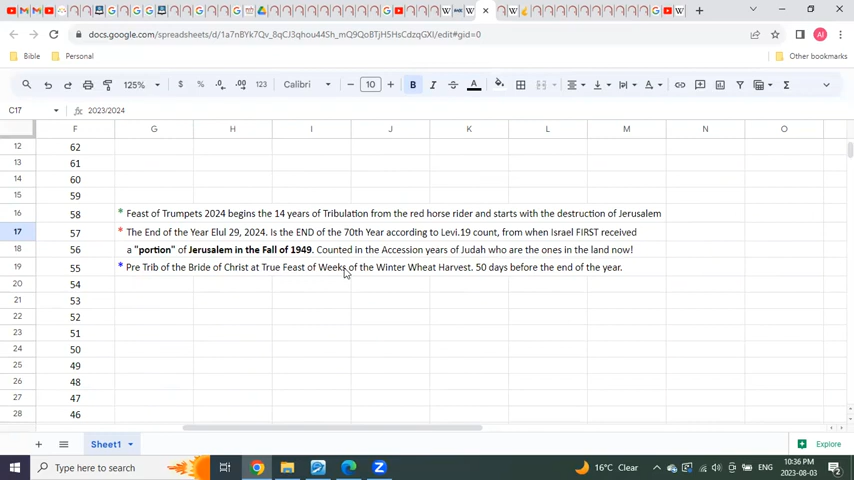 docs.google.com/spreadsheets/d/1a7nBYk7Qv_8qCJ3qhou44Sh_mQ9QoBTjH5HsCdzqGXI/edit#gid=0
Bible Personal Other bookmarks
125% $ % .0 .00 123 Calibri 10 B I A
C17 2023/2024
F G H I J K L M N O
12 62
13 61
14 60
15 59
16 58 * Feast of Trumpets 2024 begins the 14 years of Tribulation from the red horse rider and starts with the destruction of Jerusalem
17 57 * The End of the Year Elul 29, 2024. Is the END of the 70th Year according to Levi.19 count, from when Israel FIRST received
18 56 a "portion" of Jerusalem in the Fall of 1949. Counted in the Accession years of Judah who are the ones in the land now!
19 55 * Pre Trib of the Bride of Christ at True Feast of Weeks of the Winter Wheat Harvest. 50 days before the end of the year.
20 54
21 53
22 52
23 51
24 50
25 49
26 48
27 47
28 46
Sheet1 Explore
Type here to search 16°C Clear ENG 10:36 PM
2023-08-03 2